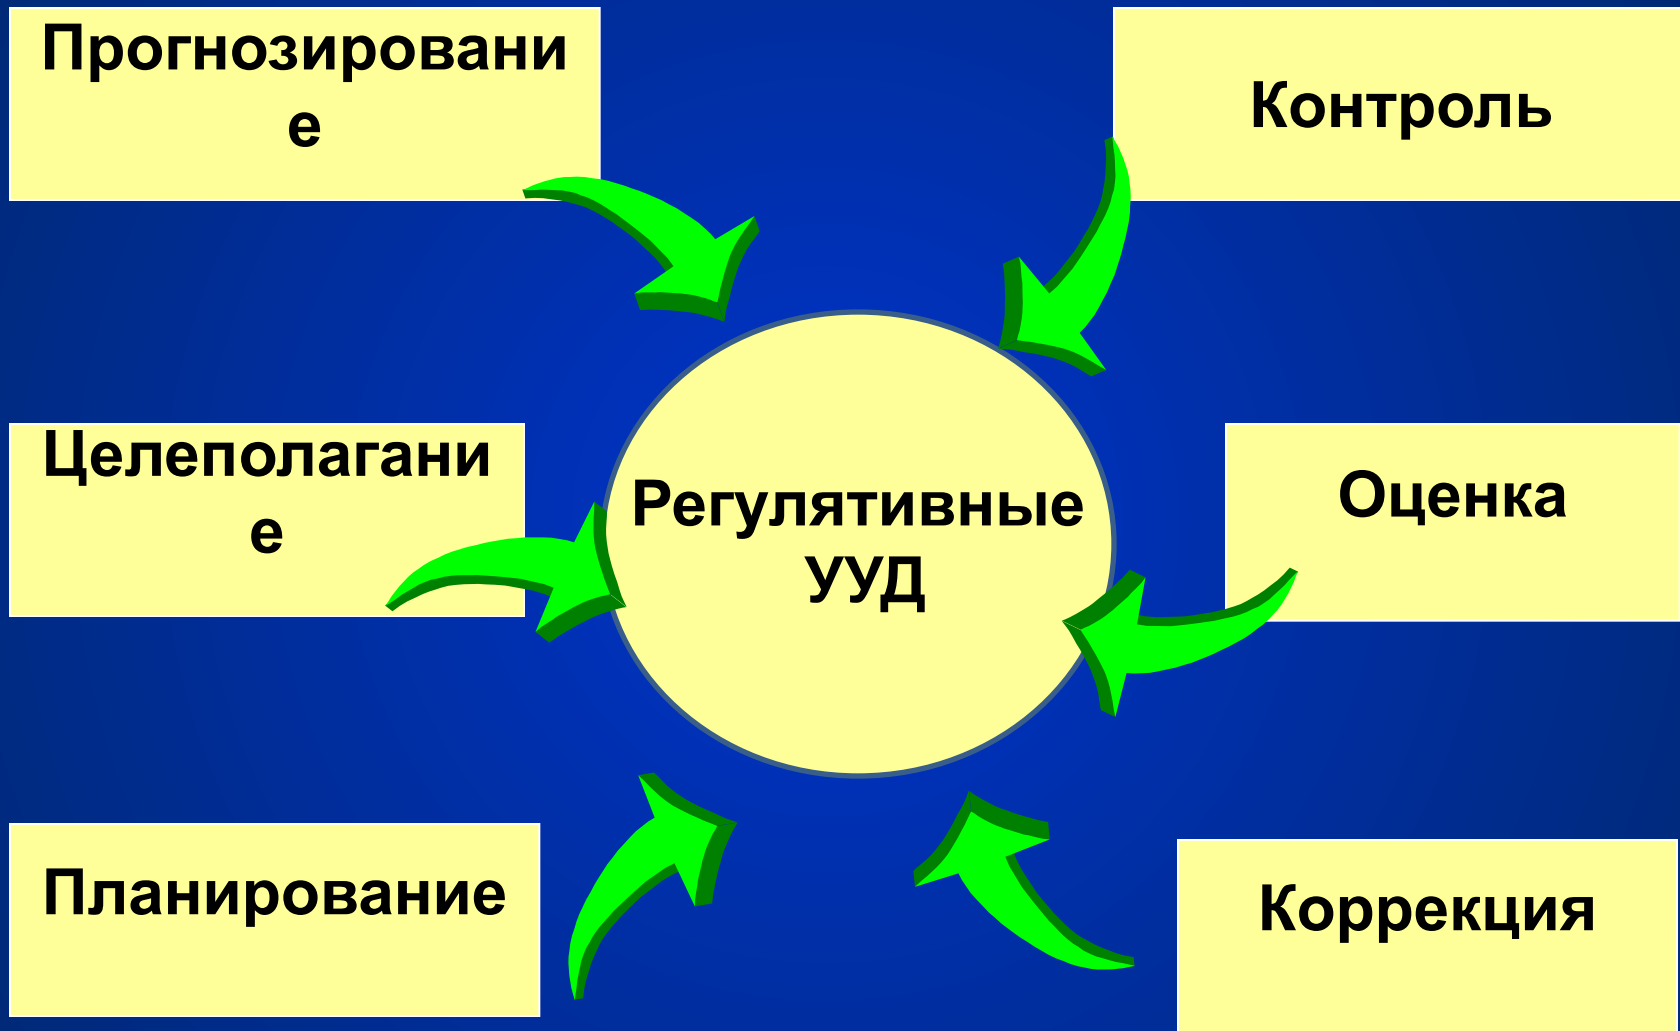 Прогнозировани
е
Контроль
Целеполагани
е
Регулятивные
УУД
Оценка
Планирование
Коррекция